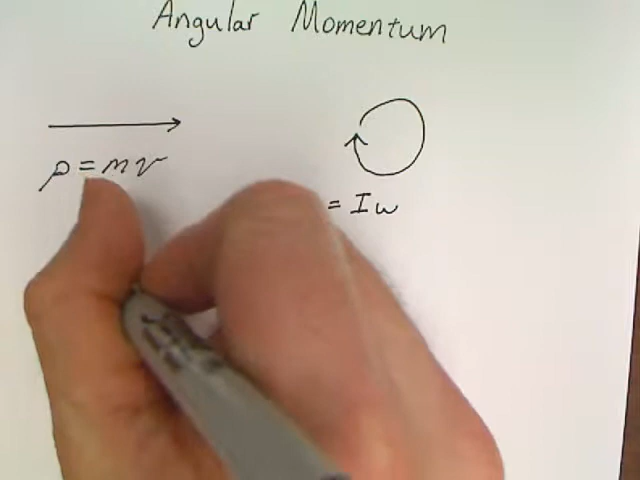 Angular Momentum
p = mv
= Iω